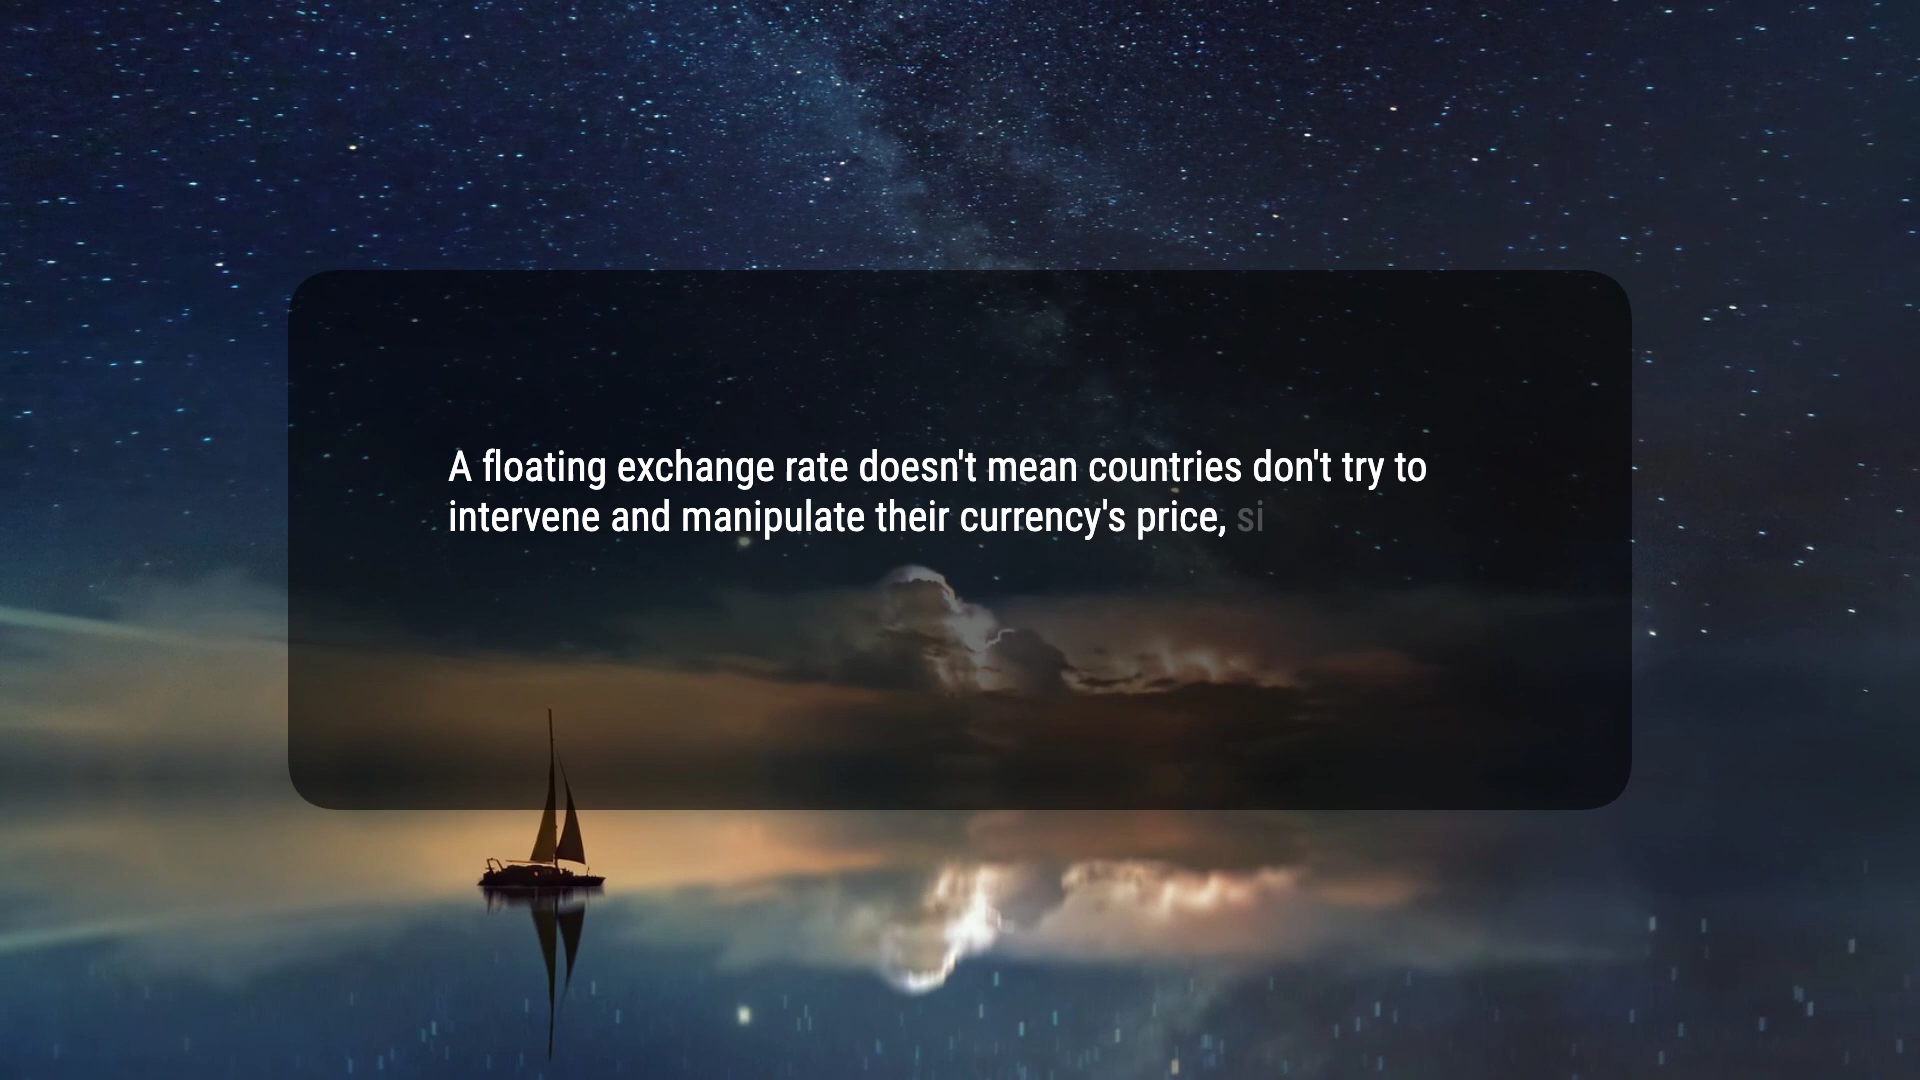 A floating exchange rate doesn't mean countries don't try to
intervene and manipulate their currency's price, si